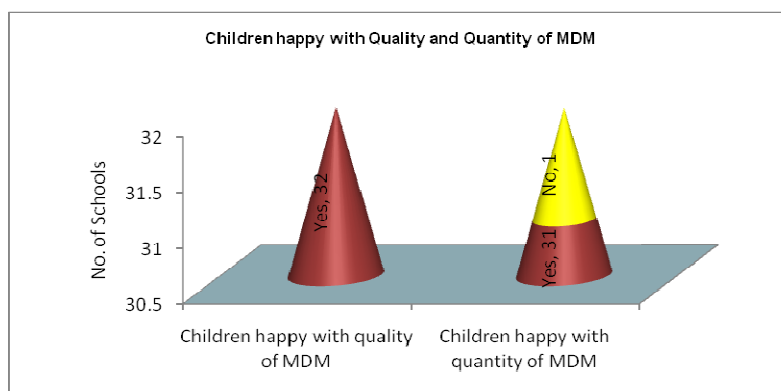 Children happy with Quality and Quantity of MDM
No. of Schools
32
31.5
31
30.5
Yes, 32
No, 1
Yes, 31
Children happy with quality
of MDM
Children happy with
quantity of MDM